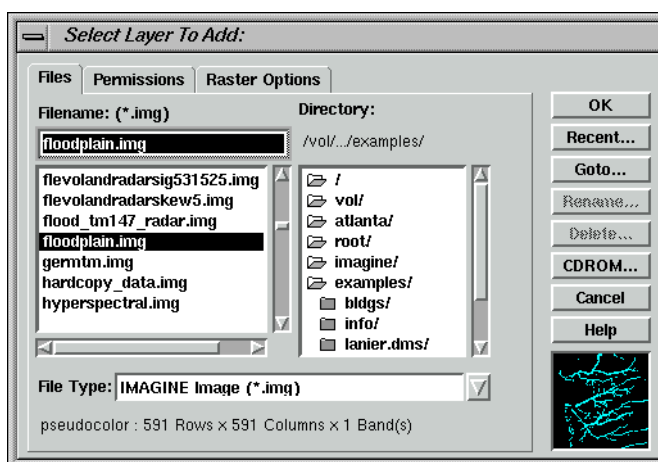 Select Layer To Add:
Files Permissions Raster Options
Filename: (*.img) Directory:
floodplain.img /vol/.../examples/
flevolandradarsig531525.img
flevolandradarskew5.img
flood_tm147_radar.img
floodplain.img
germtm.img
hardcopy_data.img
hyperspectral.img
/
vol/
atlanta/
root/
imagine/
examples/
bldgs/
info/
lanier.dms/
File Type: IMAGINE Image (*.img)
pseudocolor : 591 Rows x 591 Columns x 1 Band(s)
OK
Recent...
Goto...
Rename...
Delete...
CDROM...
Cancel
Help